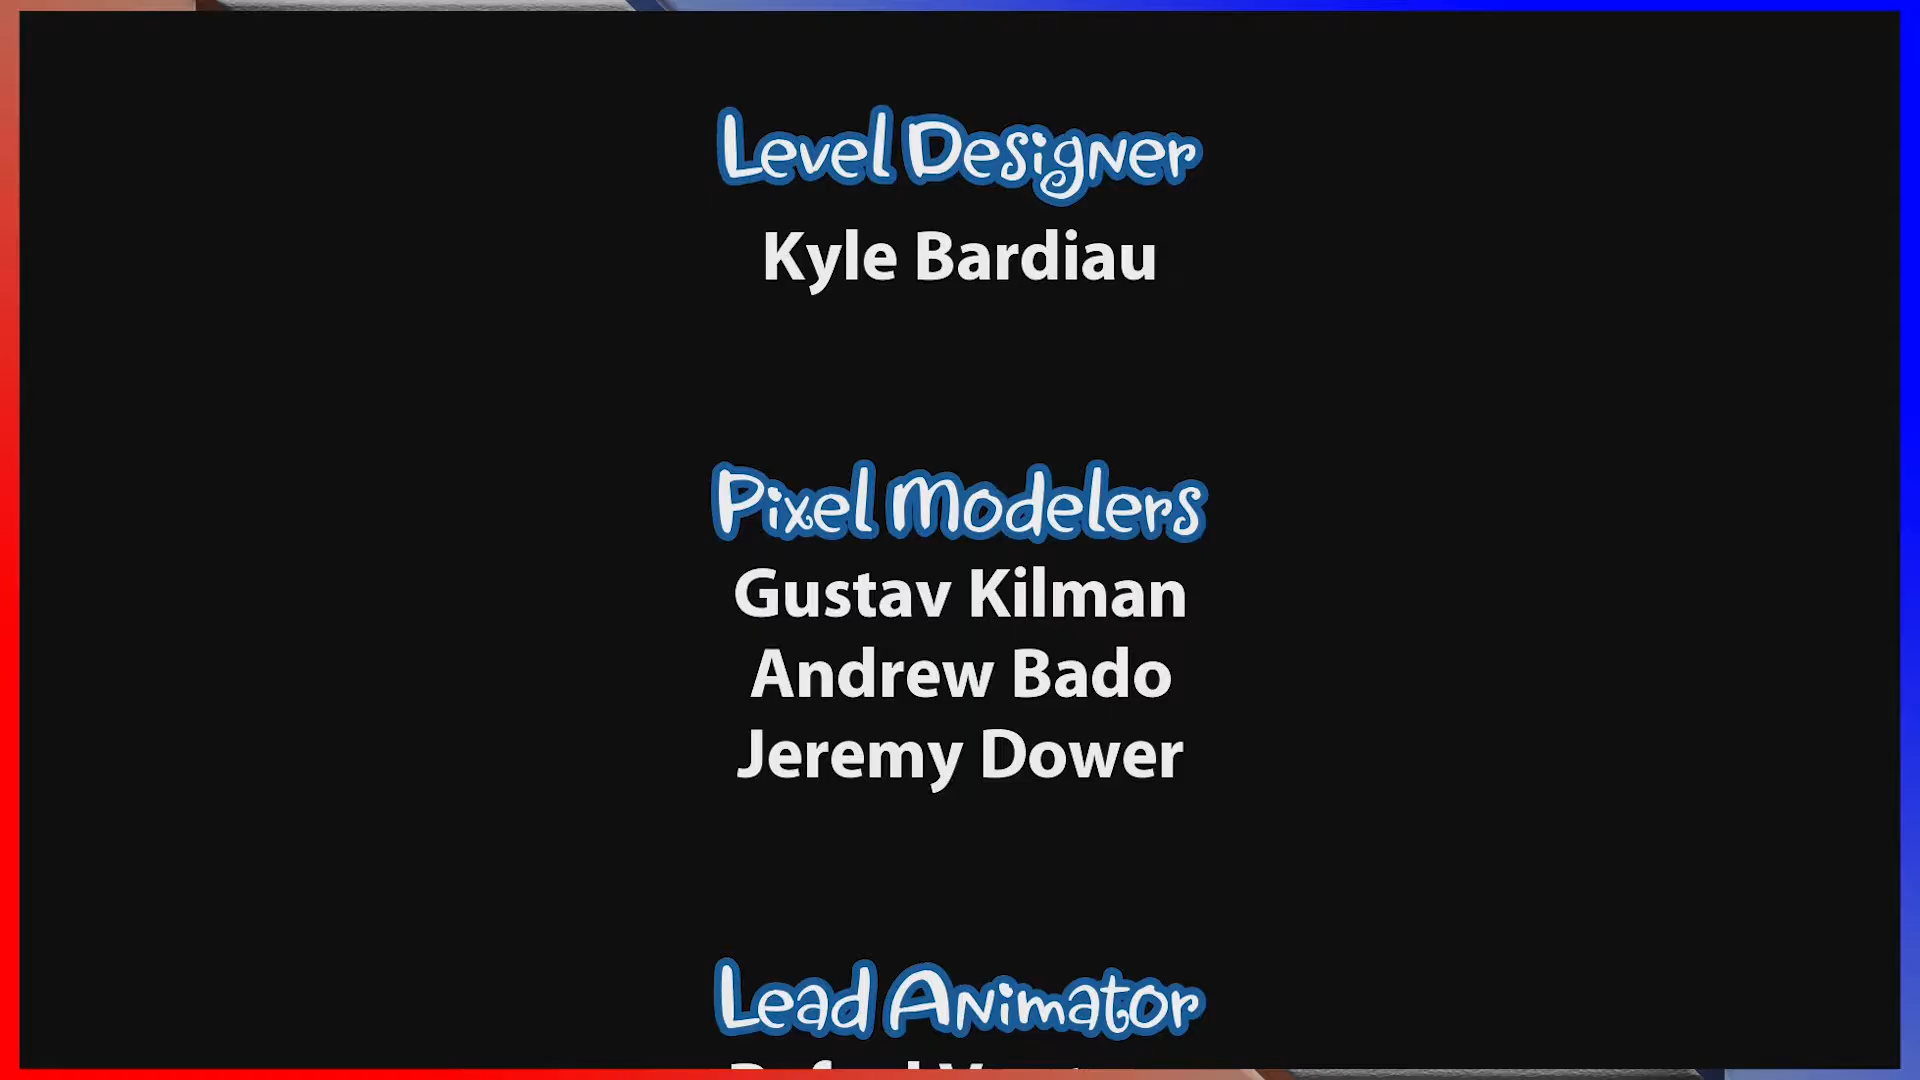 Level Designer
Kyle Bardiau
Pixel Modelers
Gustav Kilman
Andrew Bado
Jeremy Dower
Lead Animator